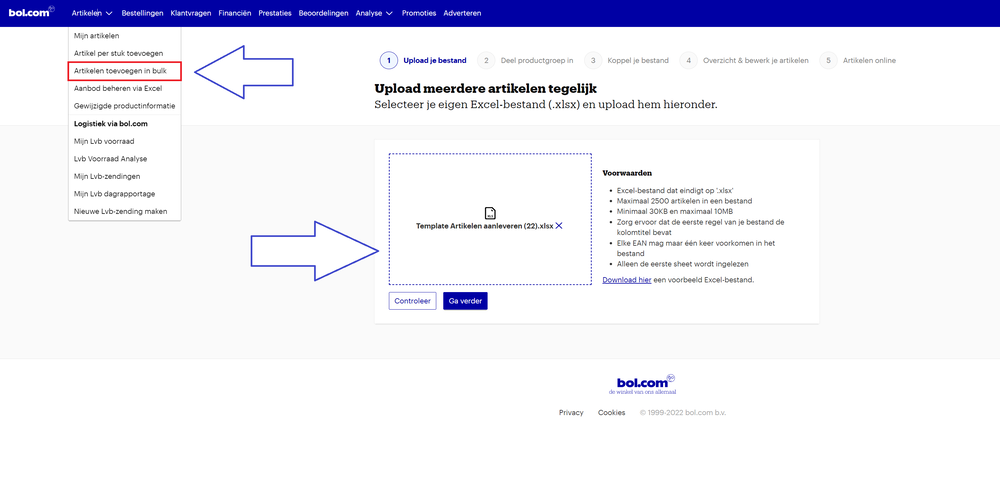 bol.com
Artikelen Bestellingen Klantvragen Financiën Prestaties Beoordelingen Analyse Promoties Adverteren
Mijn artikelen
Artikel per stuk toevoegen
Artikelen toevoegen in bulk
Aanbod beheren via Excel
Gewijzigde productinformatie
Logistiek via bol.com
Mijn Lvb voorraad
Lvb Voorraad Analyse
Mijn Lvb-zendingen
Mijn Lvb dagrapportage
Nieuwe Lvb-zending maken
1 Upload je bestand 2 Deel productgroep in 3 Koppel je bestand 4 Overzicht & bewerk je artikelen 5 Artikelen online
Upload meerdere artikelen tegelijk
Selecteer je eigen Excel-bestand (.xlsx) en upload hem hieronder.
Template Artikelen aanleveren (22).xlsx
Controleer Ga verder
Voorwaarden
Excel-bestand dat eindigt op '.xlsx'
Maximaal 2500 artikelen in een bestand
Minimaal 30KB en maximaal 10MB
Zorg ervoor dat de eerste regel van je bestand de
kolomtitel bevat
Elke EAN mag maar één keer voorkomen in het
bestand
Alleen de eerste sheet wordt ingelezen
Download hier een voorbeeld Excel-bestand.
bol.com
de winkel van ons allemaal
Privacy Cookies © 1999-2022 bol.com b.v.